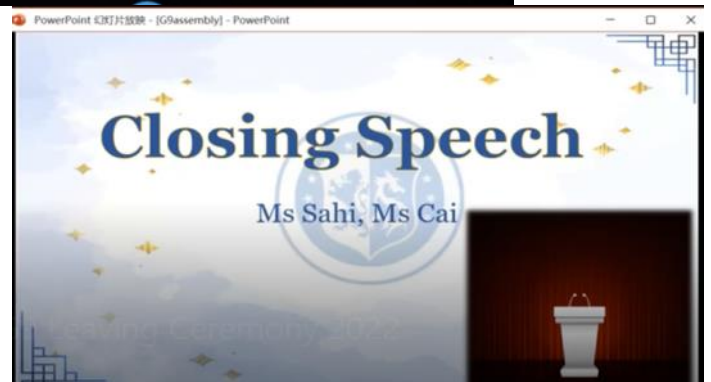 PowerPoint 幻灯片放映 - [G9assembly] - PowerPoint
Closing Speech
Ms Sahi, Ms Cai
Leaving Ceremony 2022